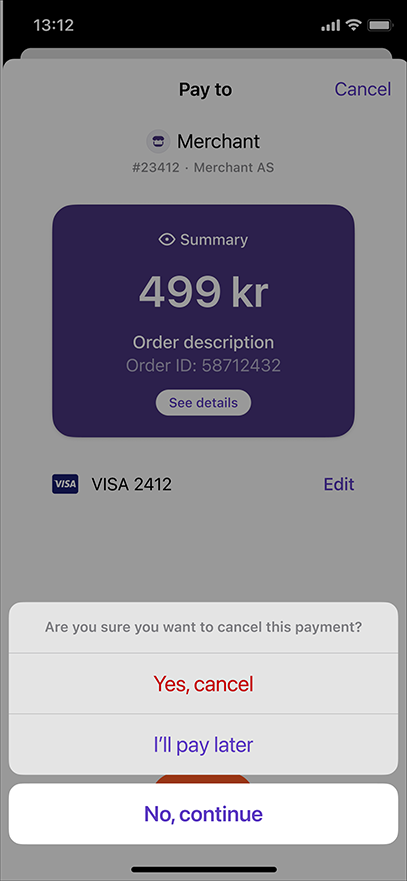 13:12
Pay to
Cancel
Merchant
#23412 · Merchant AS
Summary
499 kr
Order description
Order ID: 58712432
See details
VISA VISA 2412
Edit
Are you sure you want to cancel this payment?
Yes, cancel
I'll pay later
No, continue